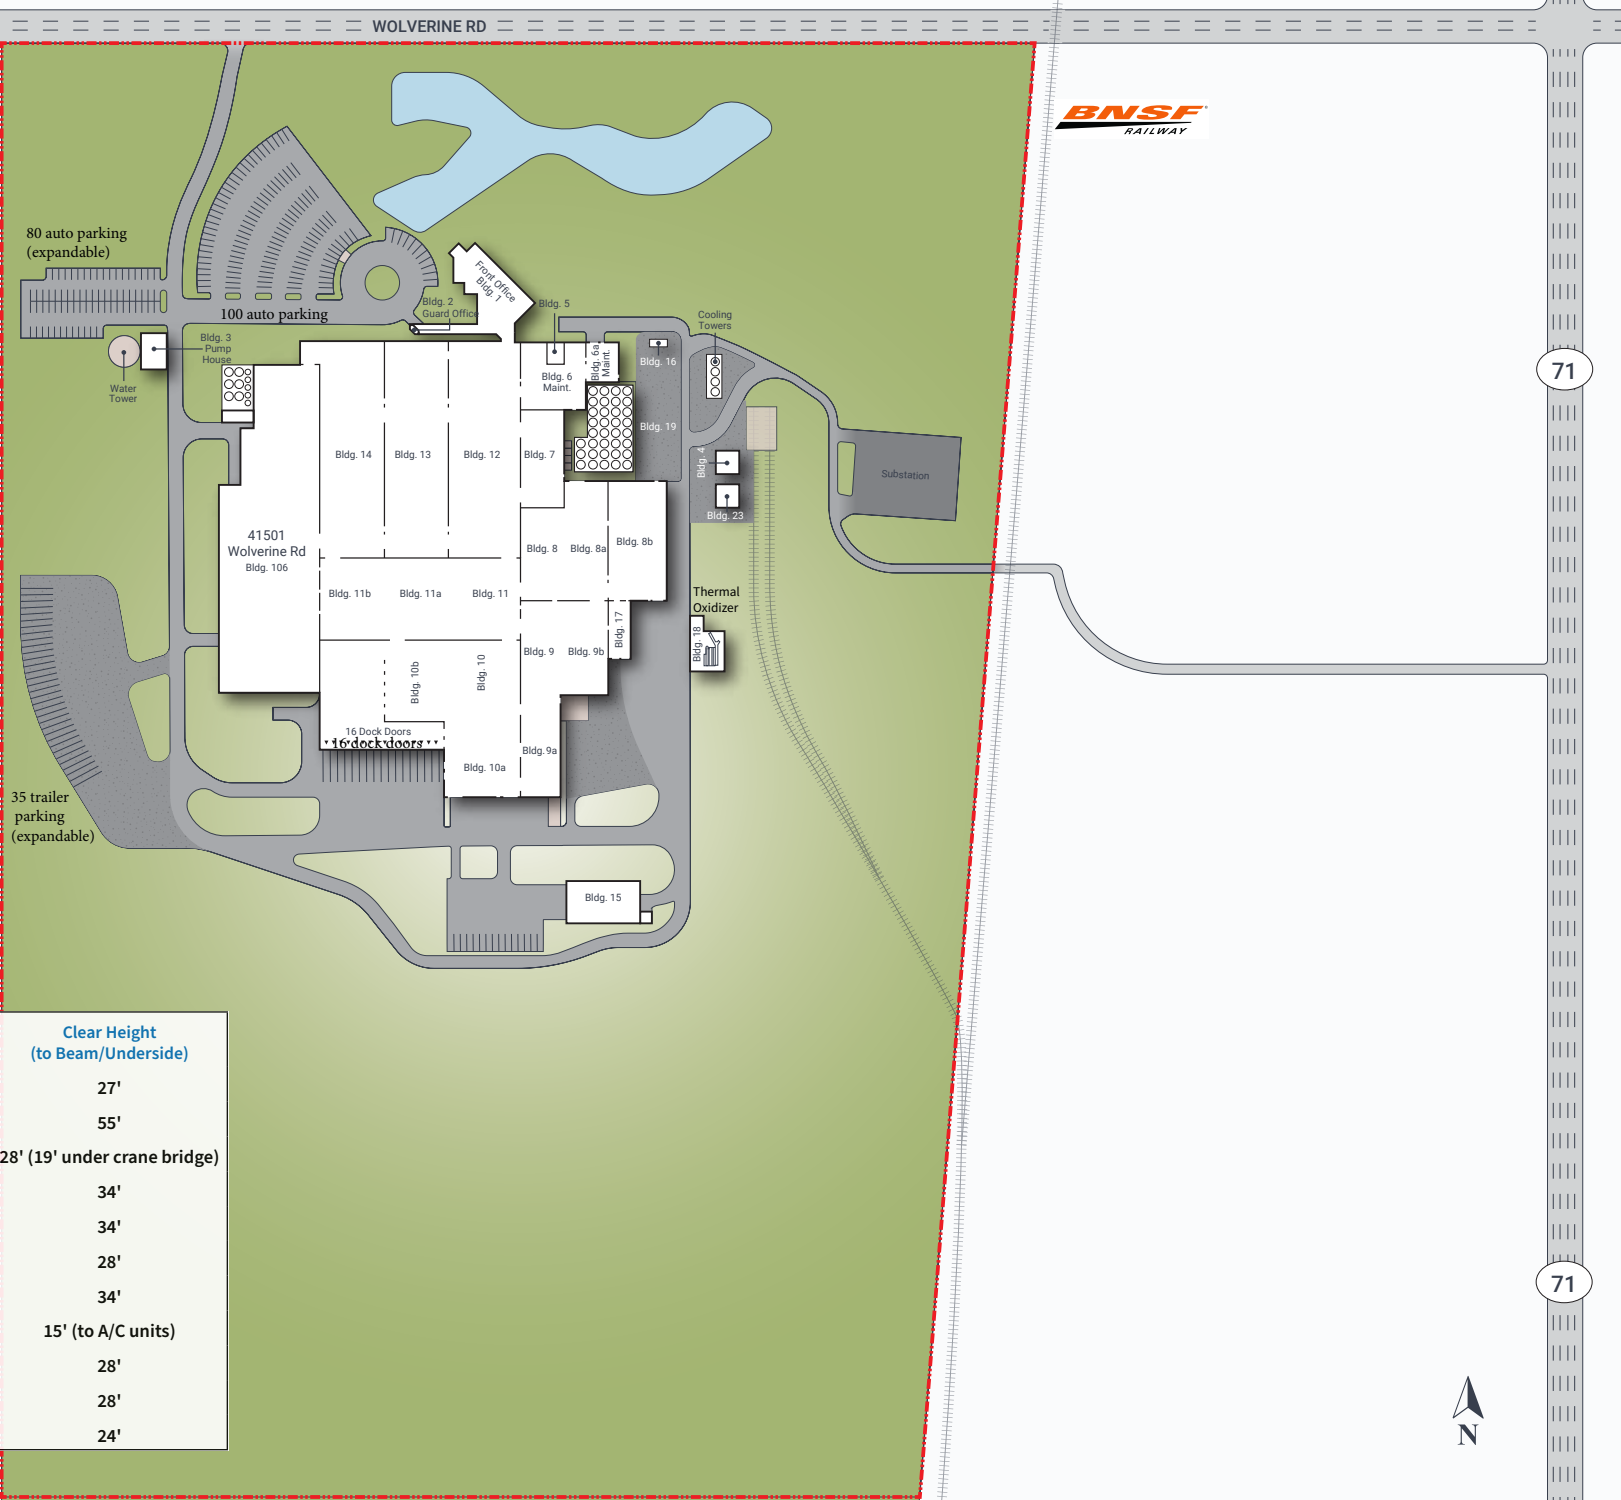 WOLVERINE RD
BNSF
RAILWAY
80 auto parking
(expandable)
Front Office
Bldg. 1
Bldg. 2
Guard Office
Bldg. 5
100 auto parking
Cooling
Towers
Bldg. 3
Pump
House
Water
Tower
Bldg. 6a
Maint.
Bldg. 16
Bldg. 6
Maint.
71
Bldg. 19
Bldg. 14
Bldg. 13
Bldg. 12
Bldg. 7
Bldg. 4
Substation
Bldg. 23
41501
Wolverine Rd
Bldg. 106
Bldg. 8
Bldg. 8a
Bldg. 8b
Bldg. 11b
Bldg. 11a
Bldg. 11
Thermal
Oxidizer
Bldg. 17
Bldg. 18
Bldg. 9
Bldg. 9b
Bldg. 10b
Bldg. 10
16 Dock Doors
16 dock doors
Bldg. 9a
Bldg. 10a
35 trailer
parking
(expandable)
Bldg. 15
Clear Height
(to Beam/Underside)
27'
55'
28' (19' under crane bridge)
34'
34'
28'
34'
15' (to A/C units)
28'
28'
24'
71
N